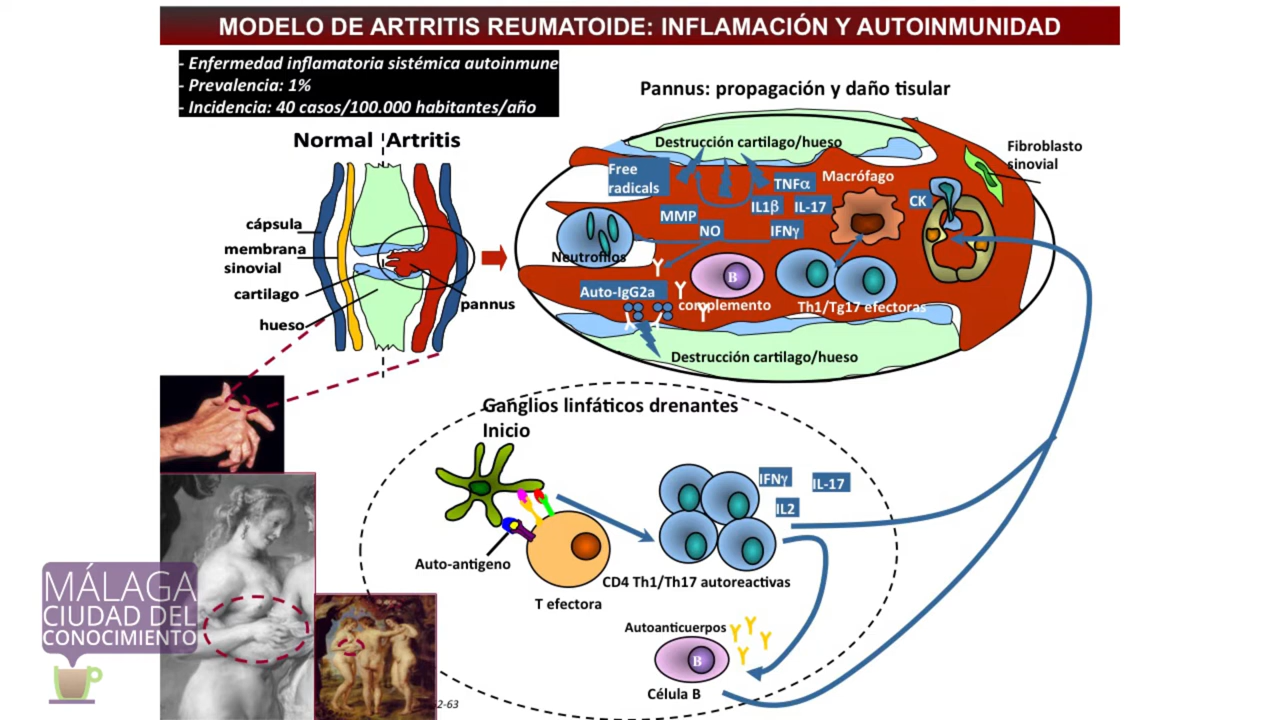 MODELO DE ARTRITIS REUMATOIDE: INFLAMACIÓN Y AUTOINMUNIDAD
- Enfermedad inflamatoria sistémica autoinmune
- Prevalencia: 1%
- Incidencia: 40 casos/100.000 habitantes/año
Pannus: propagación y daño tisular
Normal Artritis
cápsula
membrana
sinovial
cartilago
hueso
pannus
Destrucción cartilago/hueso
Fibroblasto
sinovial
Free
radicals
TNFα
Macrófago
IL1β
IL-17
CK
MMP
NO
IFNγ
Neutrofilos
B
Auto-IgG2a
complemento
Th1/Tg17 efectoras
Destrucción cartilago/hueso
Ganglios linfáticos drenantes
Inicio
IFNγ
IL-17
IL2
Auto-antigeno
CD4 Th1/Th17 autoreactivas
T efectora
Autoanticuerpos
B
Célula B
MÁLAGA
CIUDAD DEL
CONOCIMIENTO
2-63